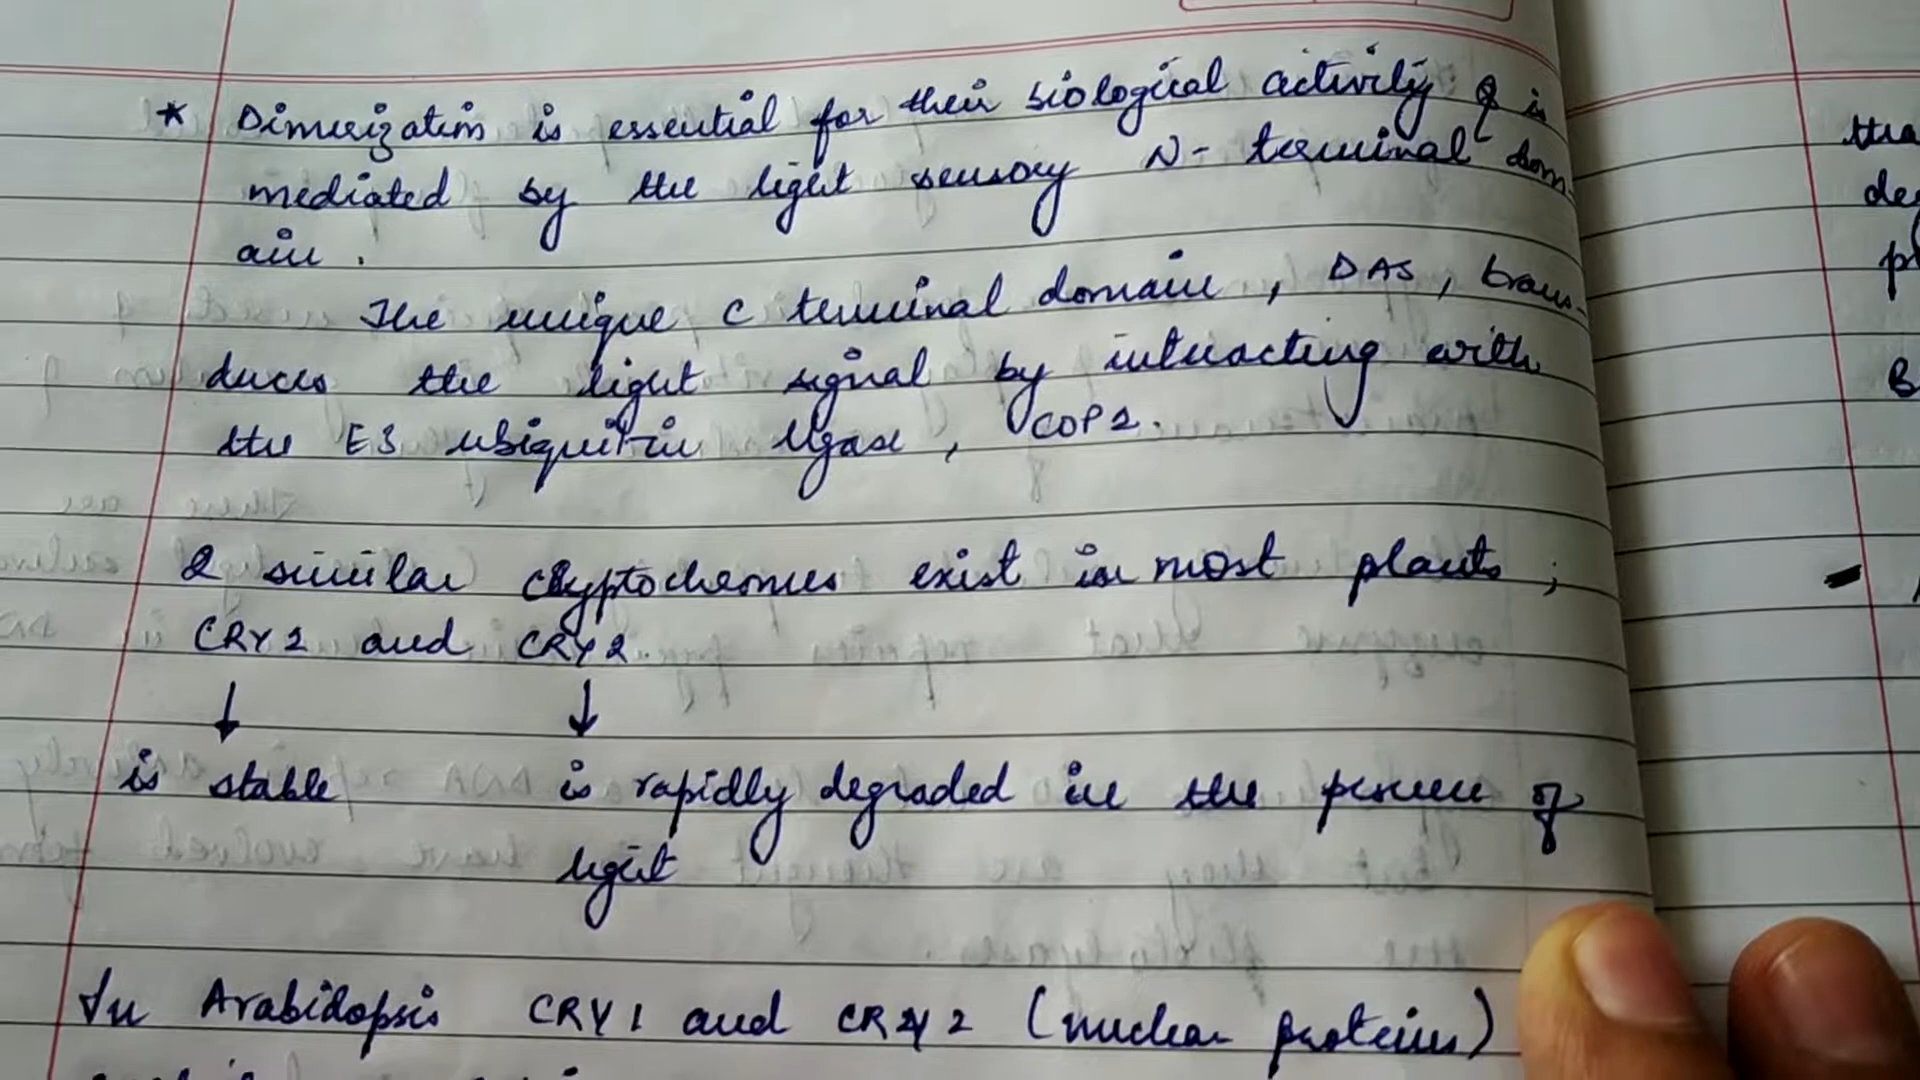 * Dimerization is essential for their biological activity & is
mediated by the light sensory N- terminal dom-
ain .
The unique C terminal domain , DAS , trans-
duces the light signal by interacting with
the E3 ubiquitin ligase , COP1.
2 similar cryptochromes exist in most plants ;
CRY1 and CRY2
↓ ↓
is stable is rapidly degraded in the presence of
light
In Arabidopsis CRY1 and CRY2 (nuclear proteins)
de
B